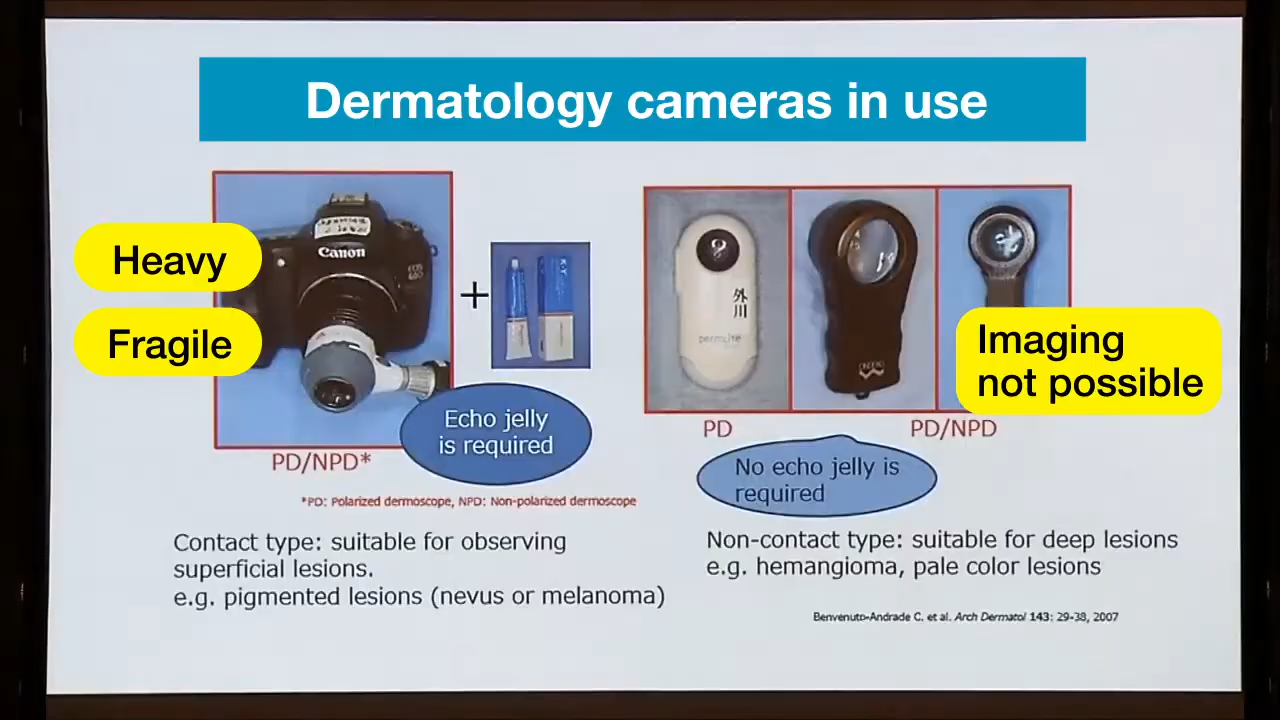 Dermatology cameras in use
Heavy
Fragile
Canon
EOS
60D
+
K-Y
外川
DermLite
Imaging
not possible
Echo jelly
is required
PD/NPD*
PD
PD/NPD
No echo jelly is
required
*PD: Polarized dermoscope, NPD: Non-polarized dermoscope
Contact type: suitable for observing
superficial lesions.
e.g. pigmented lesions (nevus or melanoma)
Non-contact type: suitable for deep lesions
e.g. hemangioma, pale color lesions
Benvenuto-Andrade C. et al. Arch Dermatol 143: 29-38, 2007